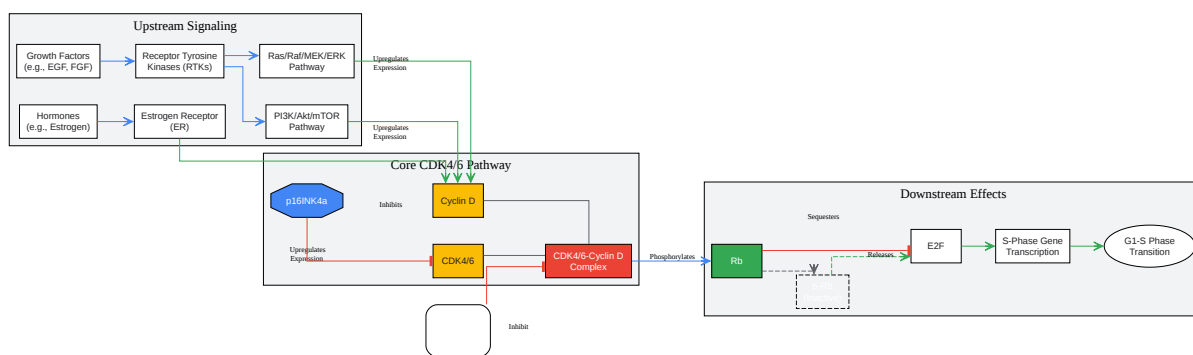 Upstream Signaling
Growth Factors
(e.g., EGF, FGF)
Receptor Tyrosine
Kinases (RTKs)
Ras/Raf/MEK/ERK
Pathway
Upregulates
Expression
Hormones
(e.g., Estrogen)
Estrogen Receptor
(ER)
PI3K/Akt/mTOR
Pathway
Upregulates
Expression
Core CDK4/6 Pathway
p16INK4a
Inhibits
Cyclin D
Upregulates
Expression
CDK4/6
CDK4/6-Cyclin D
Complex
Phosphorylates
Inhibit
Downstream Effects
Sequesters
Rb
Releases
E2F
S-Phase Gene
Transcription
G1-S Phase
Transition